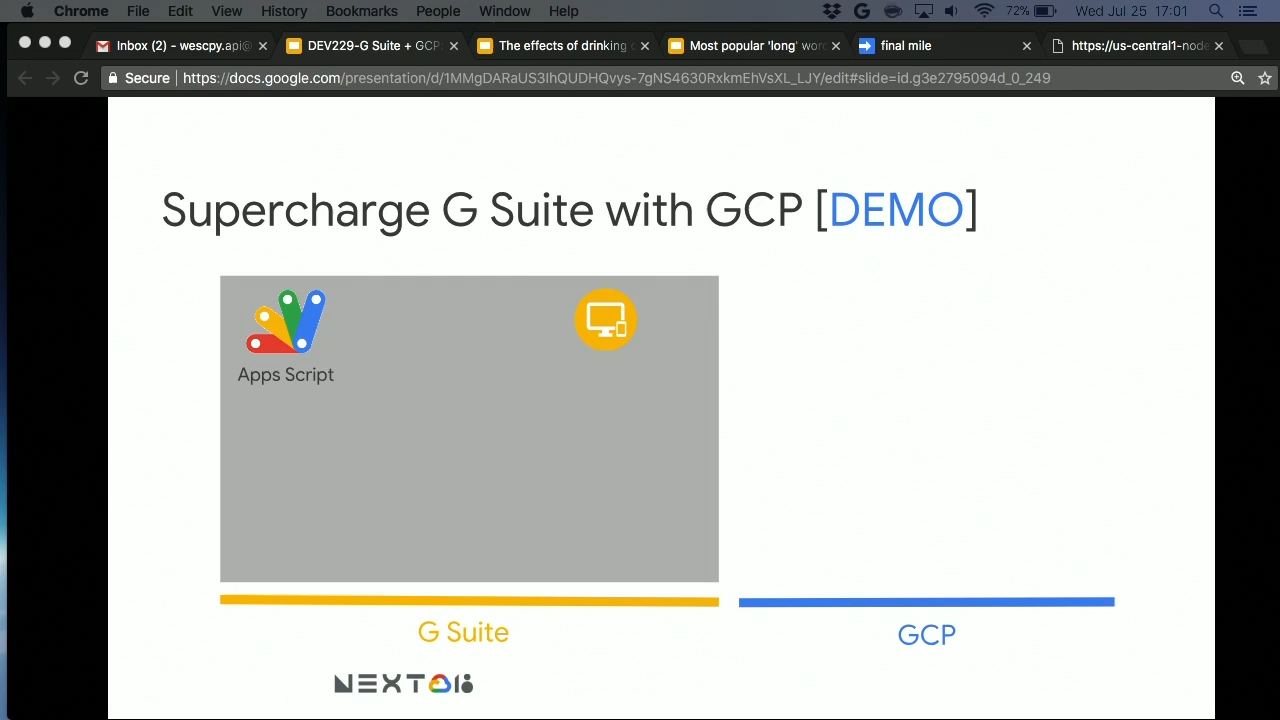 Chrome File Edit View History Bookmarks People Window Help 72% Wed Jul 25 17:01
Inbox (2) - wescpy.api@ DEV229-G Suite + GCP: The effects of drinking Most popular 'long' wor final mile https://us-central1-node
Secure https://docs.google.com/presentation/d/1MMgDARaUS3IhQUDHQvys-7gNS4630RxkmEhVsXL_LJY/edit#slide=id.g3e2795094d_0_249
Supercharge G Suite with GCP [DEMO]
Apps Script
G Suite GCP
NEXT 18